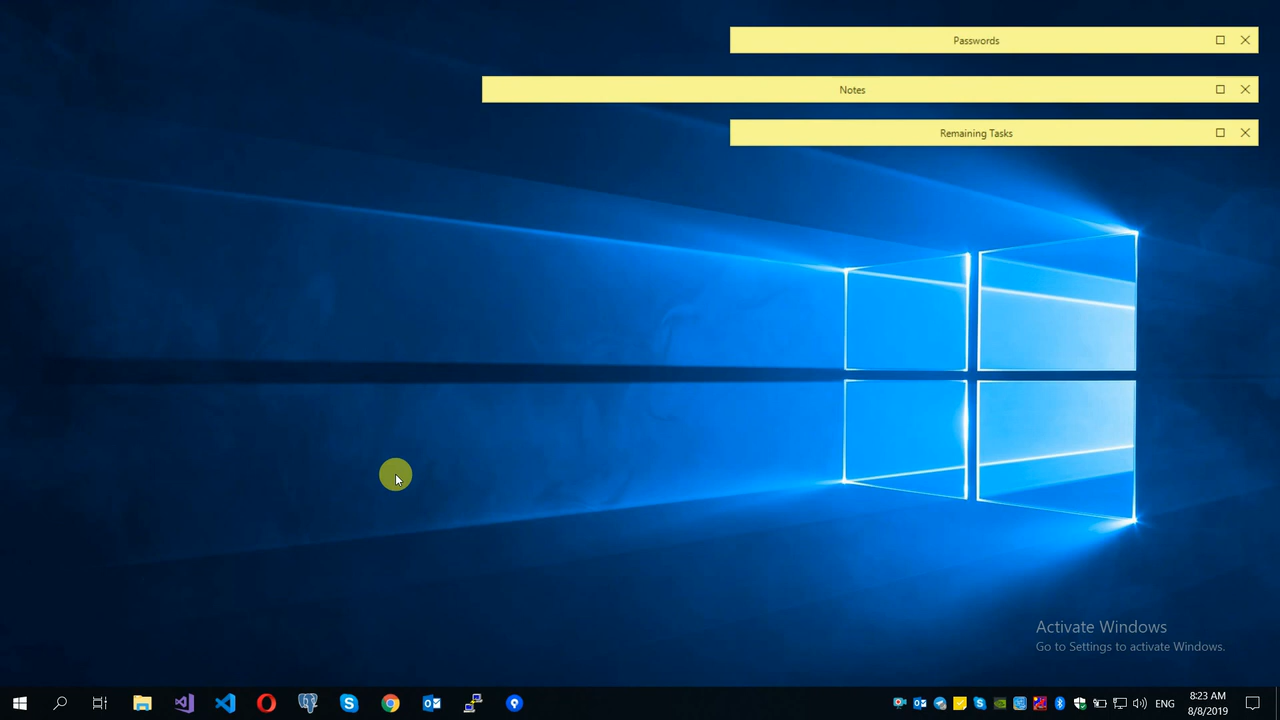 Passwords
Notes
Remaining Tasks
Activate Windows
Go to Settings to activate Windows.
ENG
8:23 AM
8/8/2019